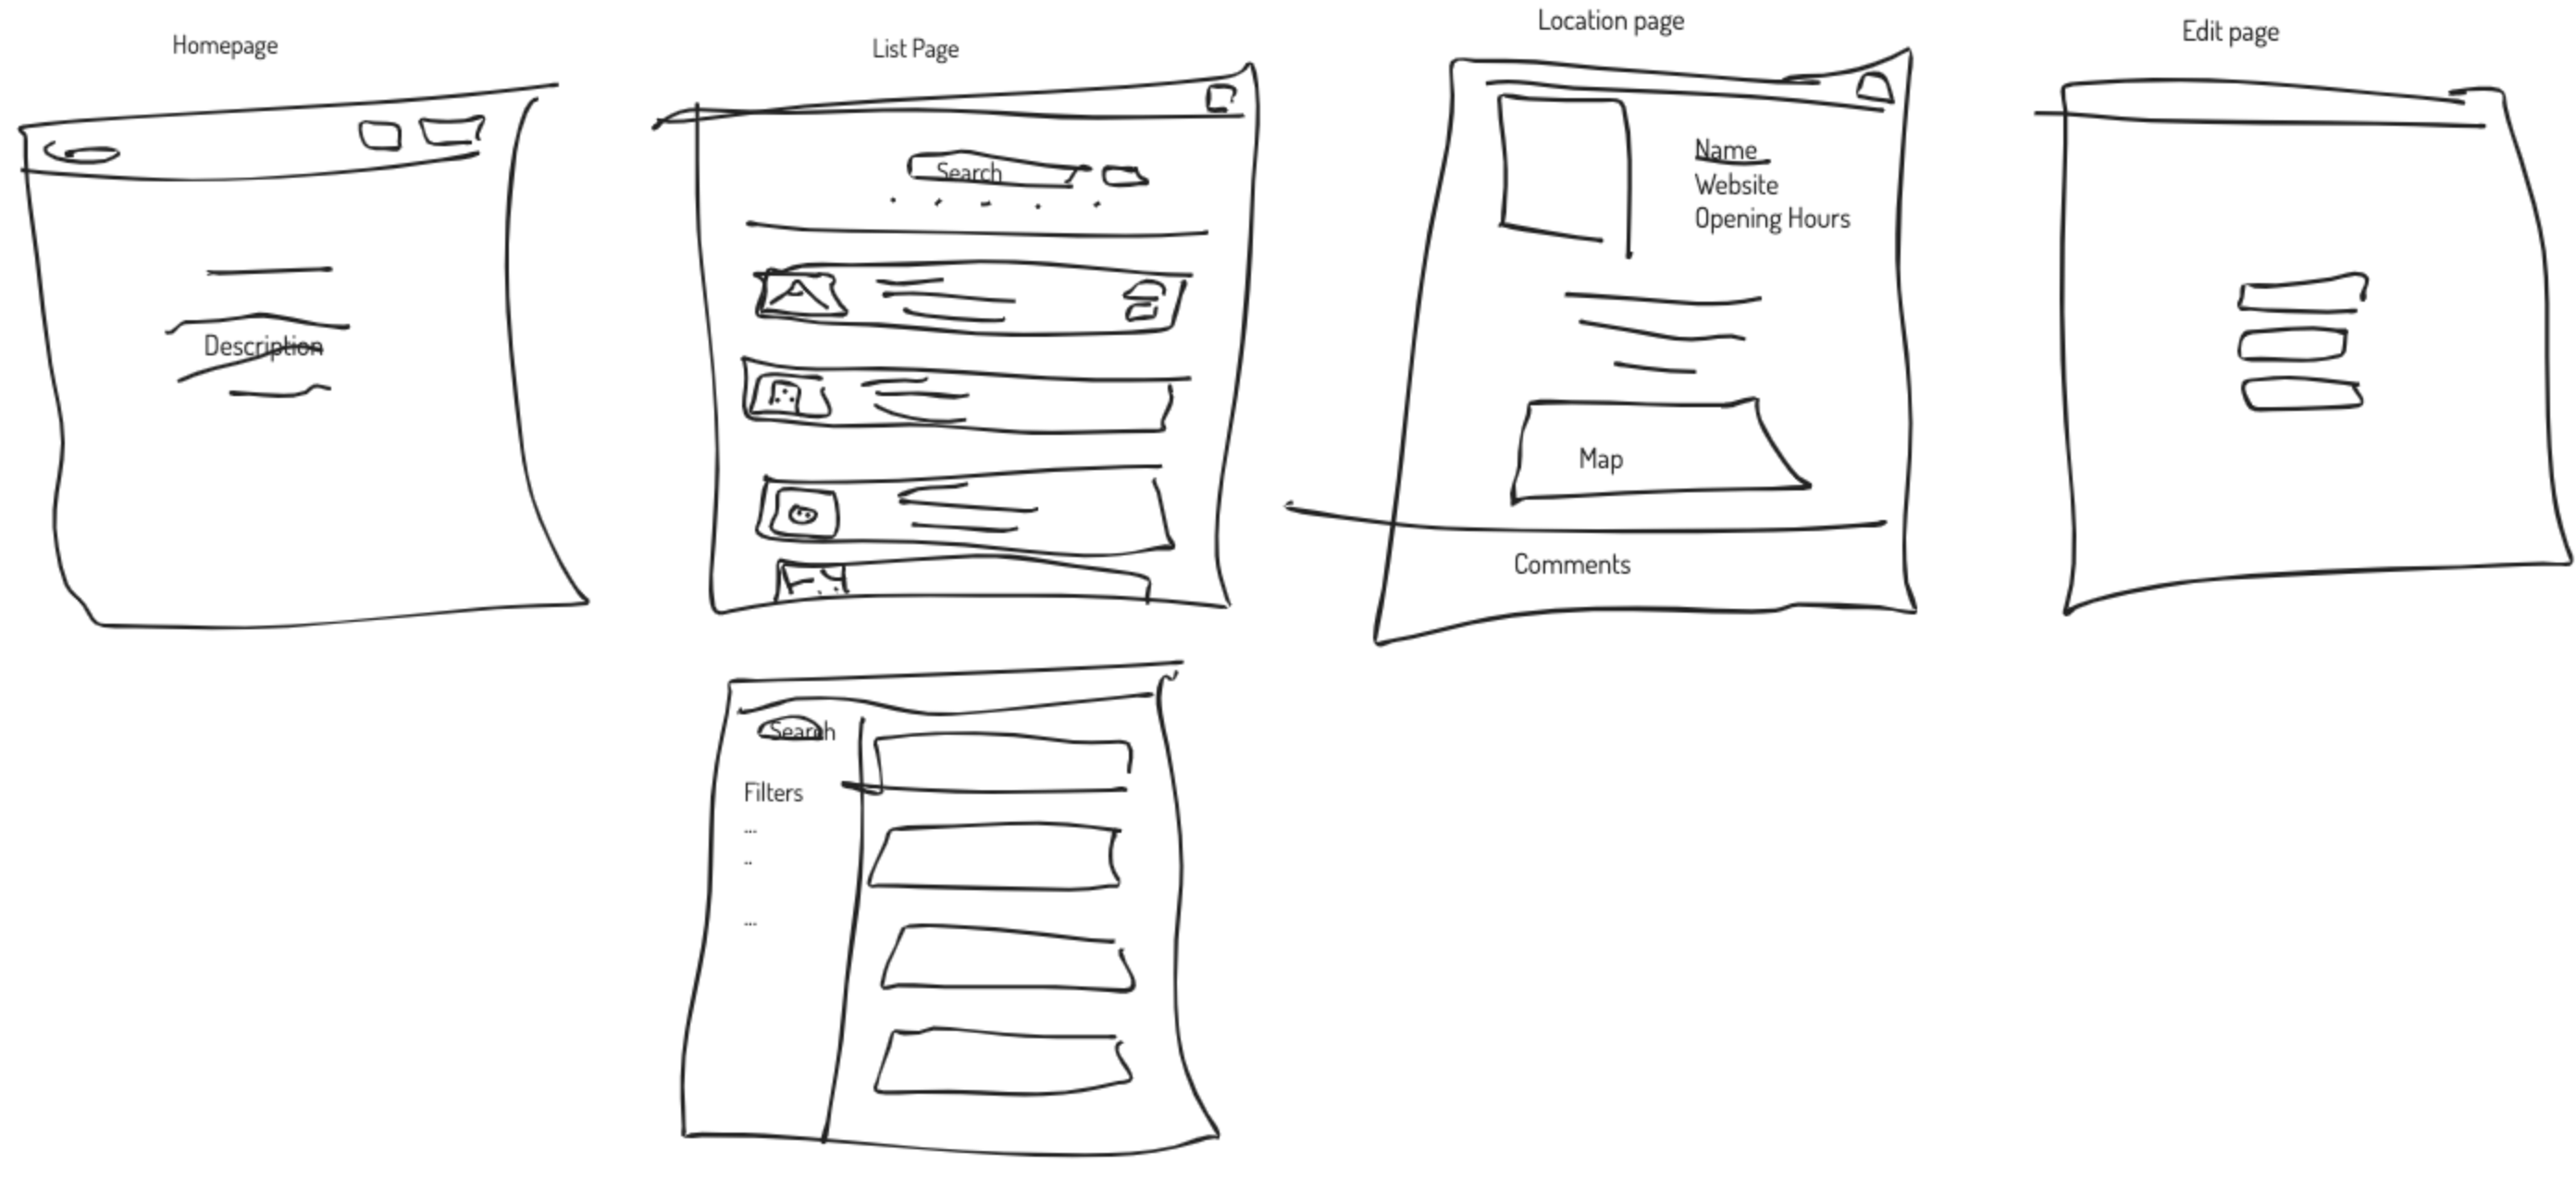 Homepage
Description
List Page
Search
Location page
Name
Website
Opening Hours
Map
Comments
Edit page
Search
Filters
...
..
...